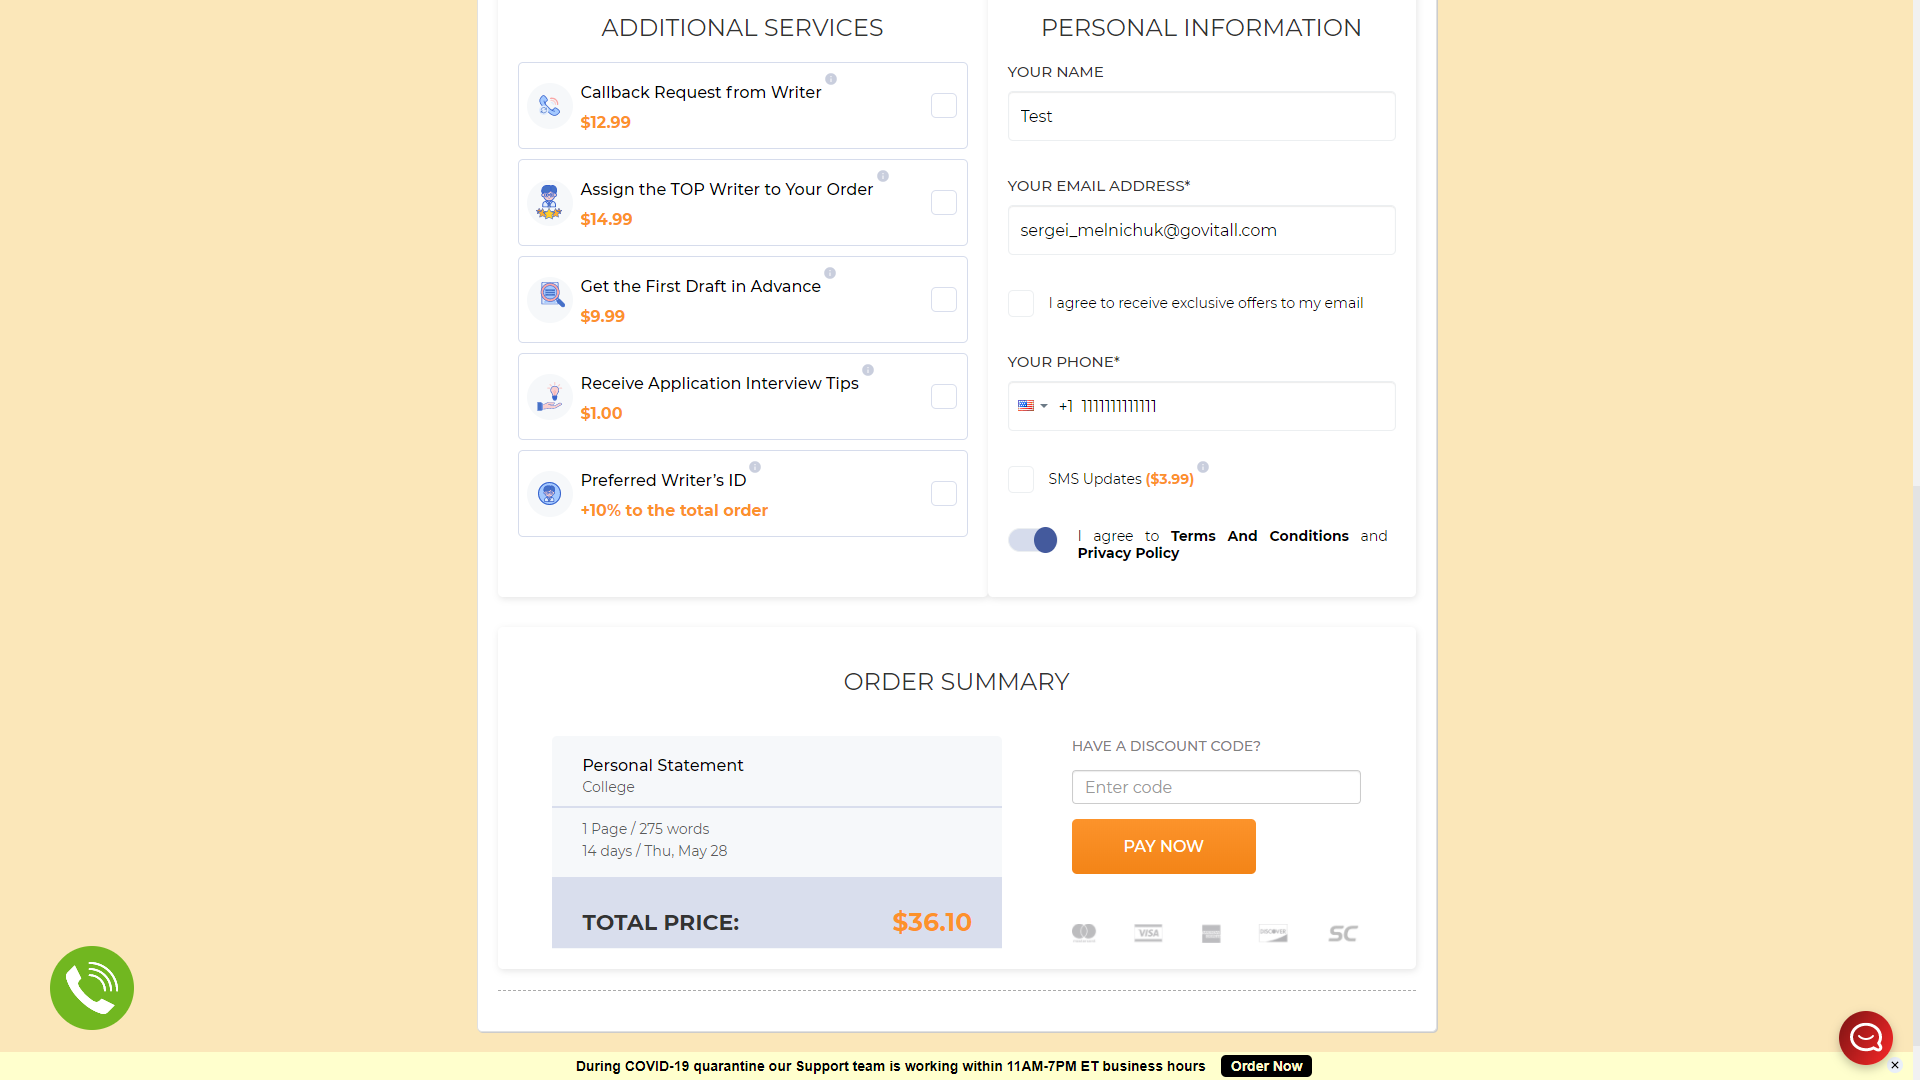 ADDITIONAL SERVICES
Callback Request from Writer
$12.99
Assign the TOP Writer to Your Order
$14.99
Get the First Draft in Advance
$9.99
Receive Application Interview Tips
$1.00
Preferred Writer’s ID
+10% to the total order
PERSONAL INFORMATION
YOUR NAME
Test
YOUR EMAIL ADDRESS*
sergei_melnichuk@govitall.com
I agree to receive exclusive offers to my email
YOUR PHONE*
+1 1111111111111
SMS Updates ($3.99)
I agree to Terms And Conditions and
Privacy Policy
ORDER SUMMARY
Personal Statement
College
1 Page / 275 words
14 days / Thu, May 28
TOTAL PRICE: $36.10
HAVE A DISCOUNT CODE?
Enter code
PAY NOW
VISA
DISCOVER
SC
During COVID-19 quarantine our Support team is working within 11AM-7PM ET business hours Order Now